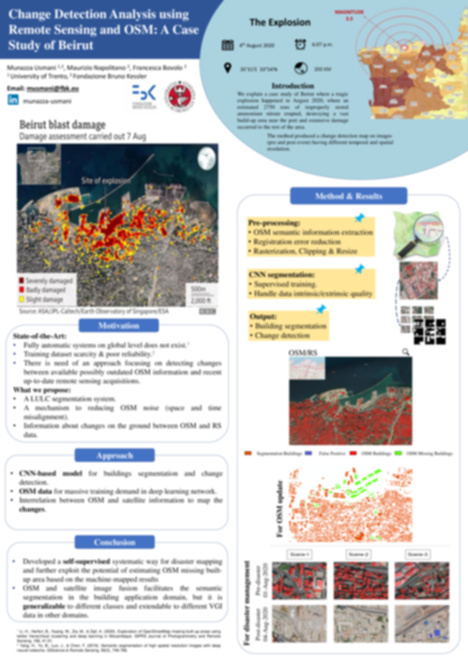 Change Detection Analysis using
Remote Sensing and OSM: A Case
Study of Beirut
Munazza Usmani 1,2, Maurizio Napolitano 2, Francesca Bovolo 2
1 University of Trento, 2 Fondazione Bruno Kessler
Email: musmani@fbk.eu
munazza-usmani
The Explosion
MAGNITUDE
3.3
4th August 2020
6:07 p.m.
Introduction
We explain a case study of Beirut where a tragic
explosion happened in August 2020, where an
estimated 2750 tons of improperly stored
ammonium nitrate erupted, destroying a vast
build-up area near the port and extensive damage
occurred to the rest of the area.
The method produced a change detection map on images
(pre and post event) having different temporal and spatial
resolution.
Beirut blast damage
Damage assessment carried out 7 Aug
Site of explosion
Severely damaged
Badly damaged
Slight damage
500m
2,000 ft
Source: ARIA/JPL-Caltech/Earth Observatory of Singapore/ESA
BBC
Motivation
State-of-the-Art:
• Fully automatic systems on global level does not exist.1
• Training dataset scarcity & poor reliability.2
• There is need of an approach focusing on detecting changes
between available possibly outdated information and recent
up-to-date remote sensing acquisitions.
What we propose:
• A LULC segmentation system.
• A mechanism to reducing OSM noise (space and time
misalignment).
• Information about changes on the ground between OSM and RS
data.
Approach
• CNN-based model for buildings segmentation and change
detection.
• OSM data for massive training demand in deep learning network.
• Interrelation between OSM and satellite information to map the
changes.
Conclusion
• Developed a self-supervised systematic way for disaster mapping
and further exploit the potential of estimating OSM missing built-
up area based on the machine-mapped results
• OSM and satellite image fusion facilitates the semantic
segmentation in the building application domain, but it is
generalizable to different classes and extendable to different VGI
data in other domains.
Method & Results
Pre-processing:
• OSM semantic information extraction
• Registration error reduction
• Rasterization, Clipping & Resize
CNN segmentation:
• Supervised training.
• Handle data intrinsic/extrinsic quality
Output:
• Building segmentation
• Change detection
OSM/RS
Segmentation Buildings
False Positive
OSM Buildings
OSM Missing Buildings
For OSM update
Scene-1
Scene-2
Scene-3
For disaster management
Pre-disaster
Post-disaster